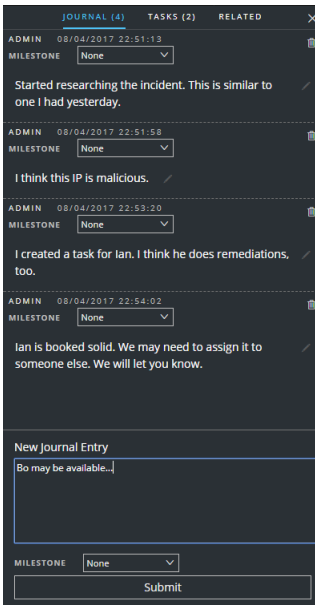 JOURNAL (4) TASKS (2) RELATED
ADMIN 08/04/2017 22:51:13
MILESTONE None
Started researching the incident. This is similar to
one I had yesterday.
ADMIN 08/04/2017 22:51:58
MILESTONE None
I think this IP is malicious.
ADMIN 08/04/2017 22:53:20
MILESTONE None
I created a task for Ian. I think he does remediations,
too.
ADMIN 08/04/2017 22:54:02
MILESTONE None
Ian is booked solid. We may need to assign it to
someone else. We will let you know.
New Journal Entry
Bo may be available...
MILESTONE None
Submit